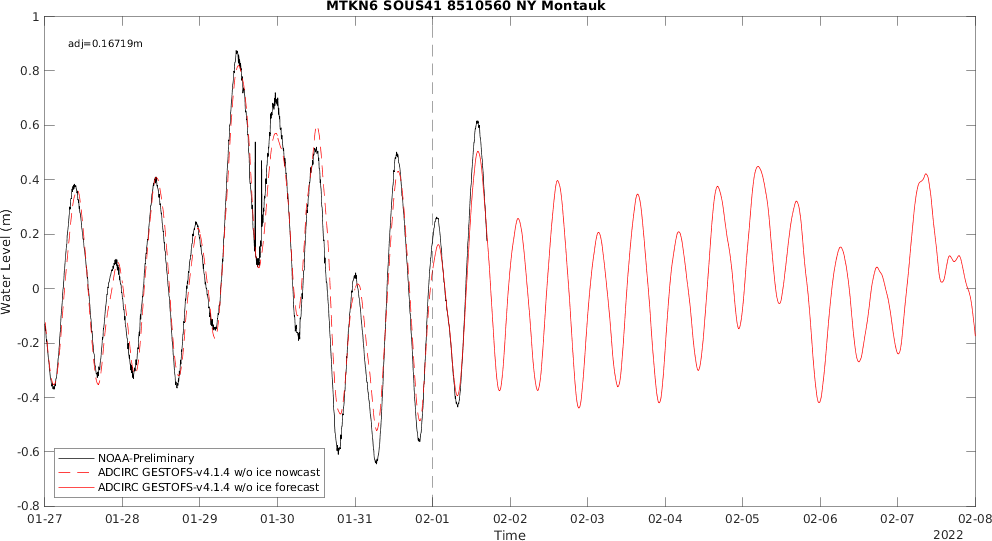 MTKN6 SOUS41 8510560 NY Montauk
adj=0.16719m
Water Level (m)
1
0.8
0.6
0.4
0.2
0
-0.2
-0.4
-0.6
-0.8
NOAA-Preliminary
ADCIRC GESTOFS-v4.1.4 w/o ice nowcast
ADCIRC GESTOFS-v4.1.4 w/o ice forecast
01-27 01-28 01-29 01-30 01-31 02-01 02-02 02-03 02-04 02-05 02-06 02-07 02-08
Time
2022